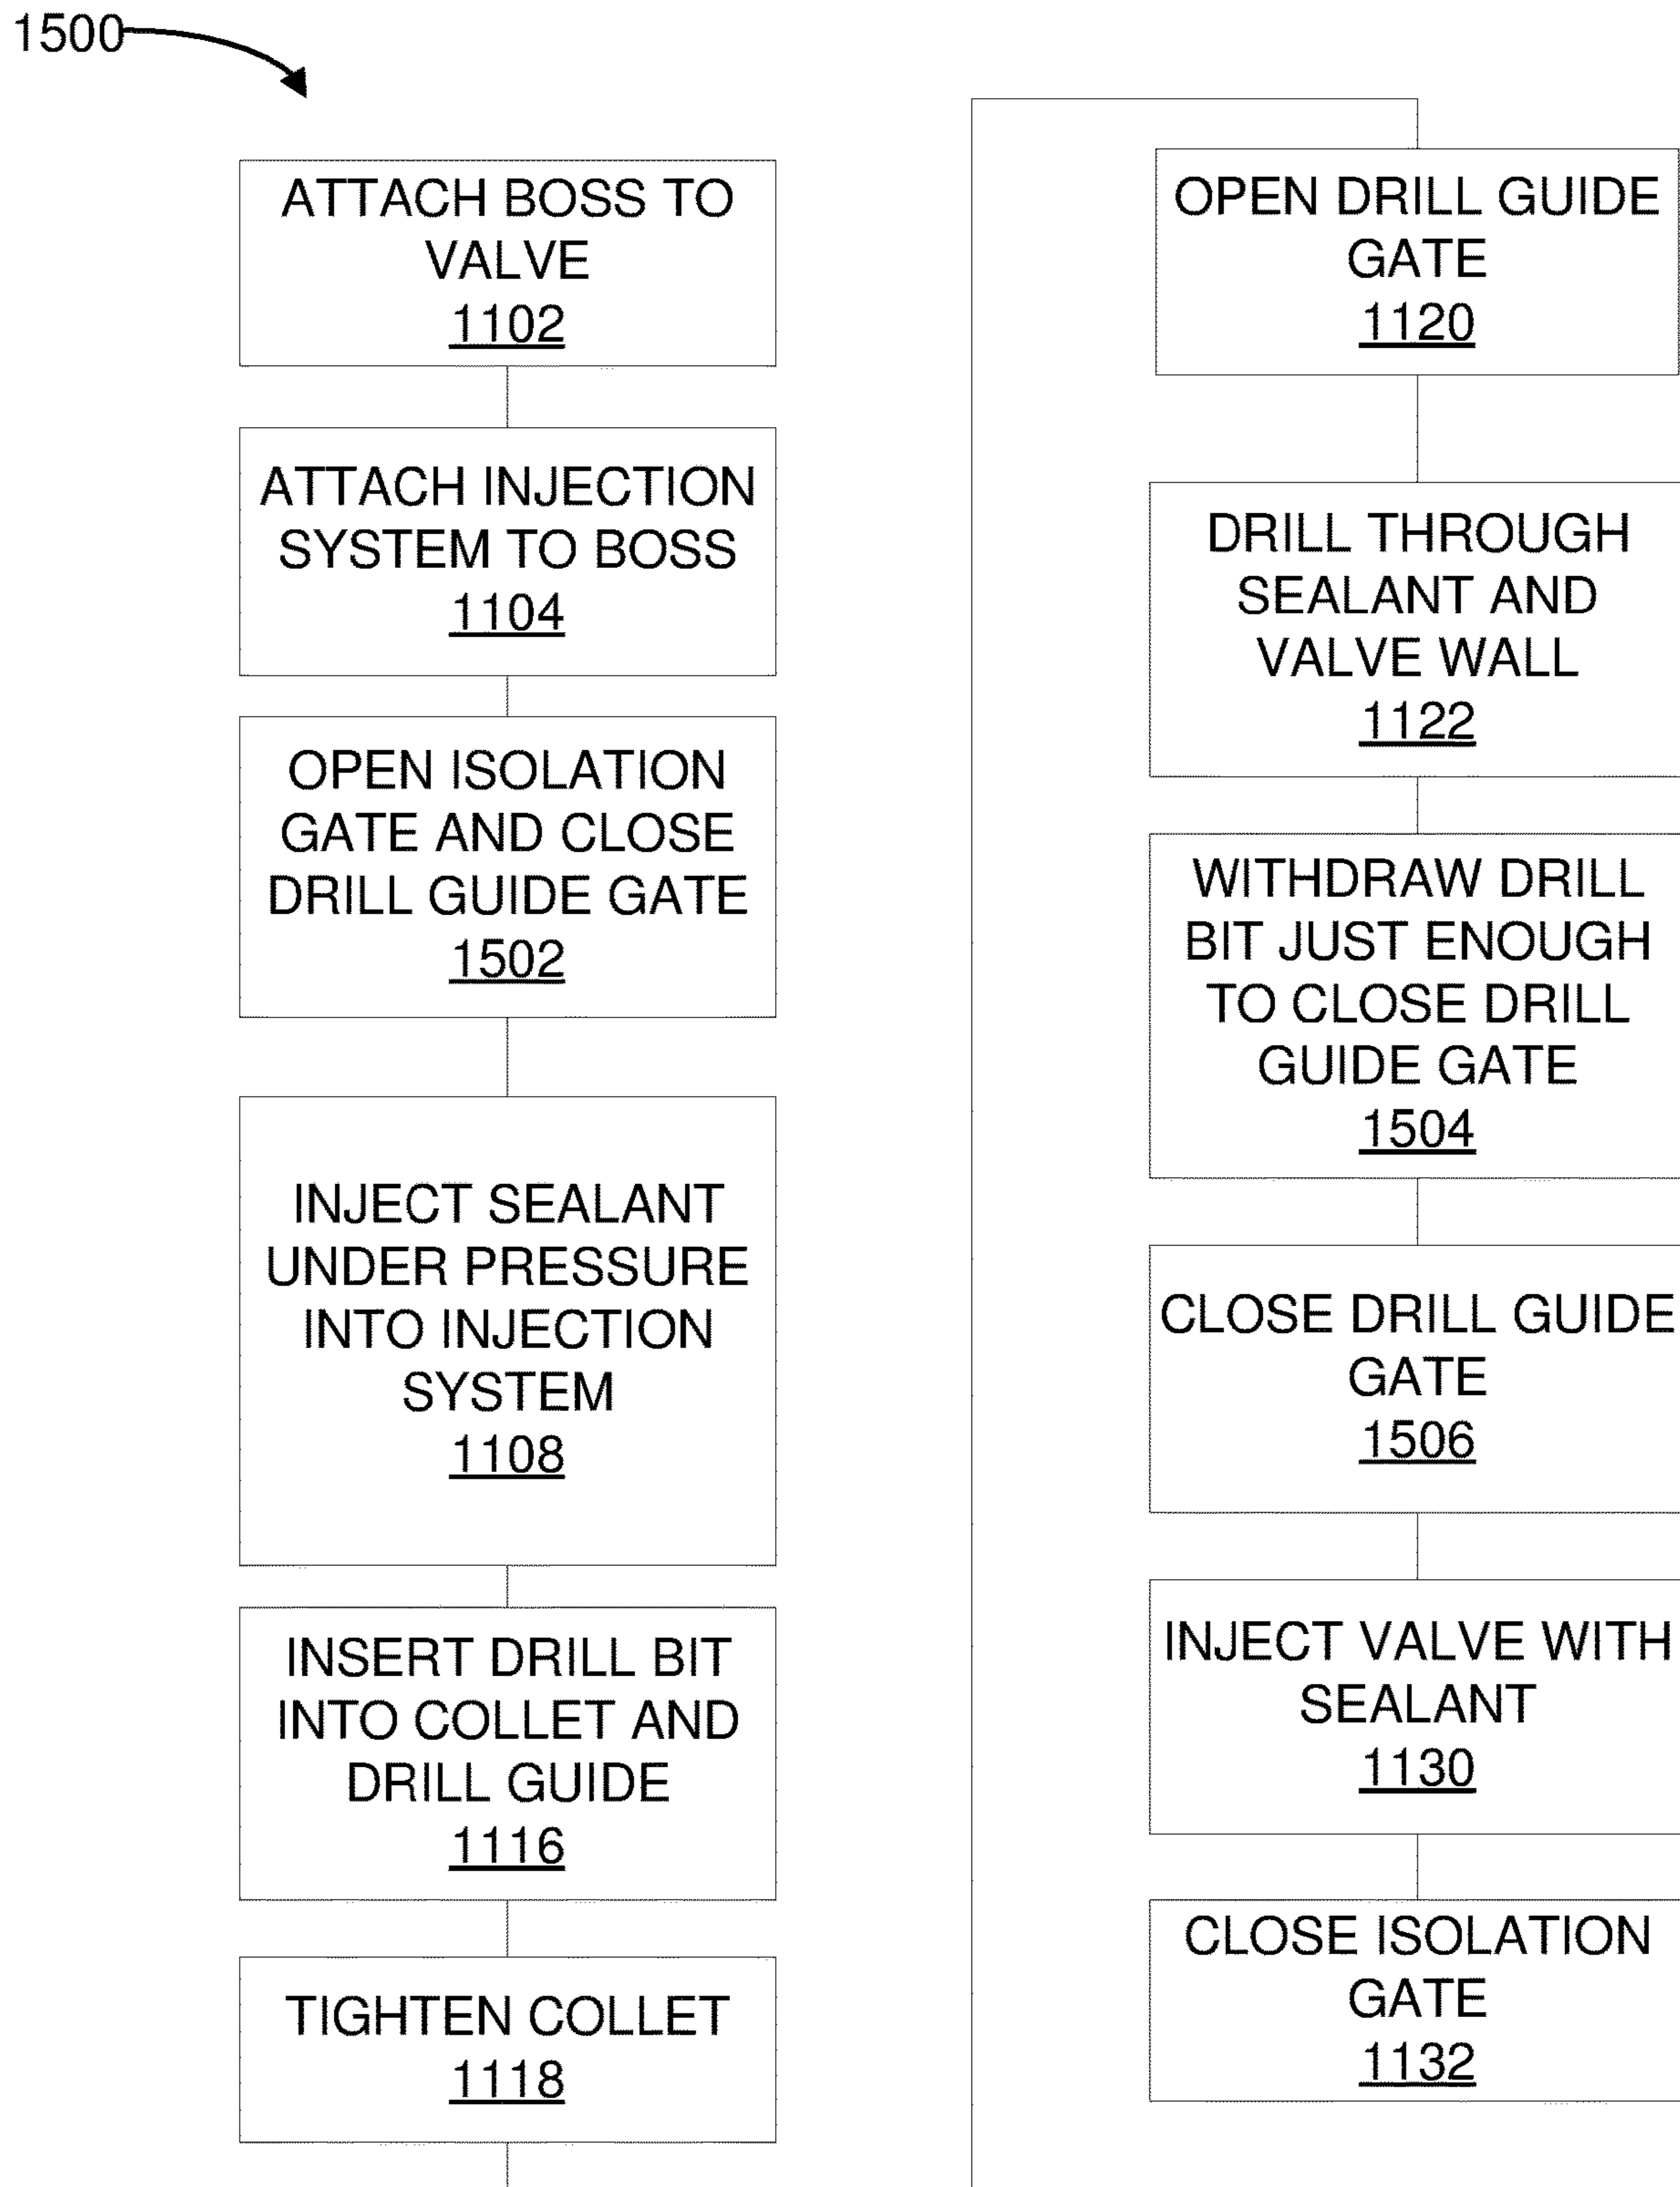 1500
ATTACH BOSS TO
VALVE
1102
ATTACH INJECTION
SYSTEM TO BOSS
1104
OPEN ISOLATION
GATE AND CLOSE
DRILL GUIDE GATE
1502
INJECT SEALANT
UNDER PRESSURE
INTO INJECTION
SYSTEM
1108
INSERT DRILL BIT
INTO COLLET AND
DRILL GUIDE
1116
TIGHTEN COLLET
1118
OPEN DRILL GUIDE
GATE
1120
DRILL THROUGH
SEALANT AND
VALVE WALL
1122
WITHDRAW DRILL
BIT JUST ENOUGH
TO CLOSE DRILL
GUIDE GATE
1504
CLOSE DRILL GUIDE
GATE
1506
INJECT VALVE WITH
SEALANT
1130
CLOSE ISOLATION
GATE
1132